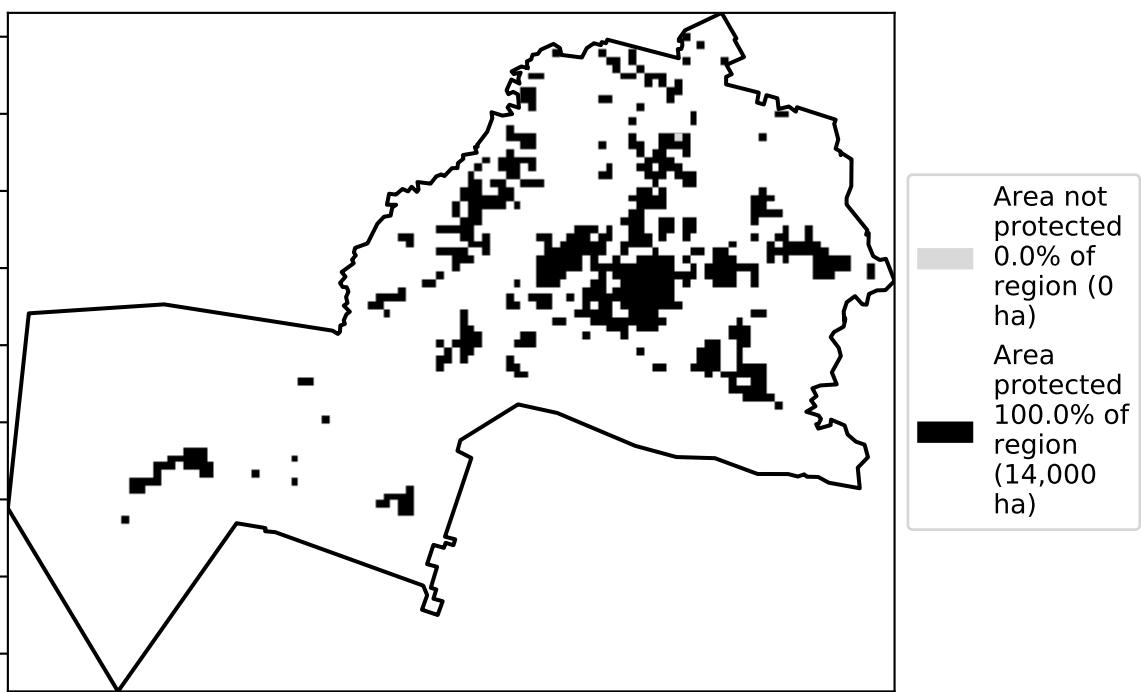 Area not
protected
0.0% of
region (0
ha)
Area
protected
100.0% of
region
(14,000
ha)